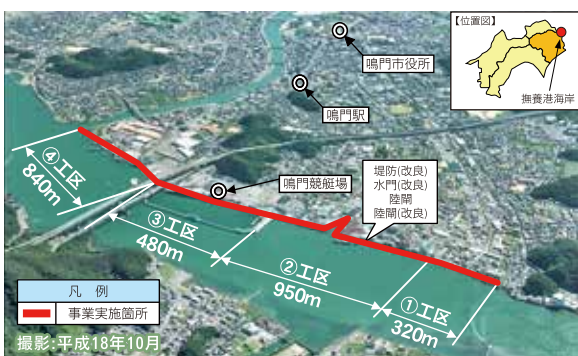 【位置図】
撫養港海岸
鳴門市役所
鳴門駅
鳴門競艇場
堤防(改良)
水門(改良)
陸閘
陸閘(改良)
④工区
840m
③工区
480m
②工区
950m
①工区
320m
凡 例
事業実施箇所
撮影:平成18年10月